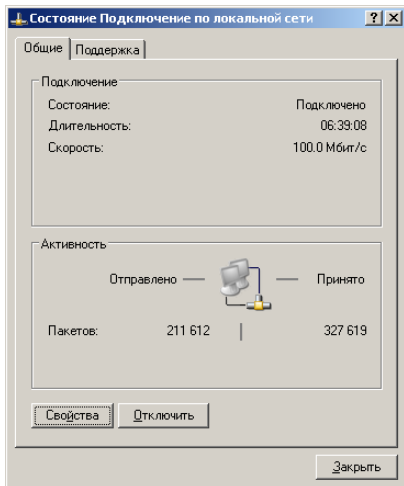 Состояние Подключение по локальной сети
Общие Поддержка
Подключение
Состояние: Подключено
Длительность: 06:39:08
Скорость: 100.0 Мбит/с
Активность
Отправлено — — Принято
Пакетов: 211 612 | 327 619
Свойства Отключить
Закрыть